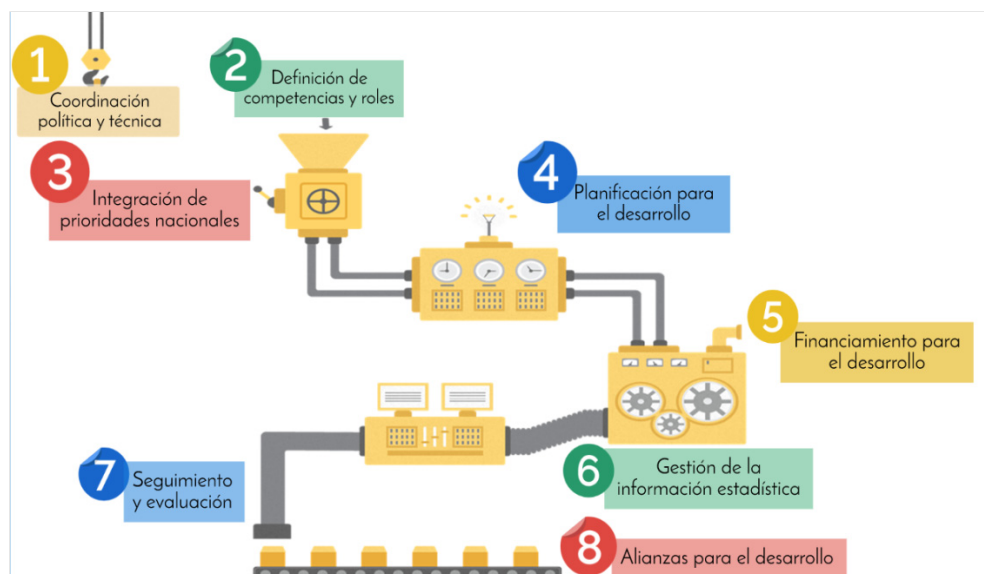 1
Coordinación
política y técnica
2
Definición de
competencias y roles
3
Integración de
prioridades nacionales
4
Planificación para
el desarrollo
5
Financiamiento para
el desarrollo
6
Gestión de la
información estadística
7
Seguimiento
y evaluación
8
Alianzas para el desarrollo